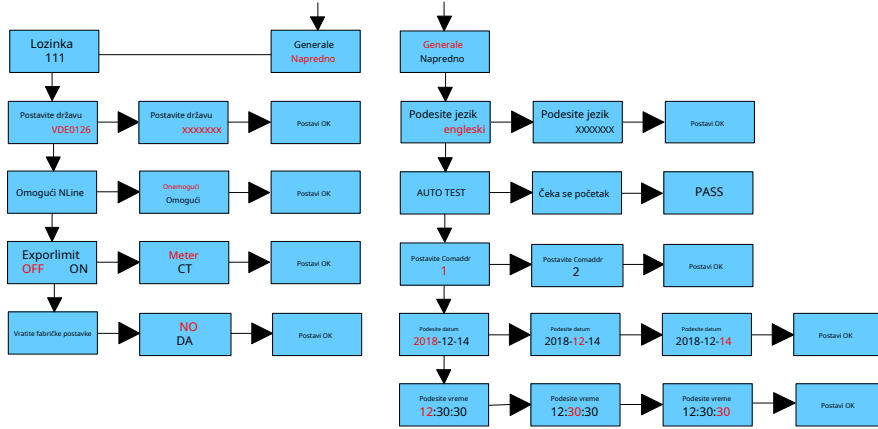 Lozinka
111
Generale
Napredno
Postavite državu
VDE0126
Postavite državu
xxxxxxx
Postavi OK
Omogući NLine
Onemogući
Omogući
Postavi OK
Exporlimit
OFF ON
Meter
CT
Postavi OK
Vratite fabričke postavke
NO
DA
Postavi OK
Generale
Napredno
Podesite jezik
engleski
Podesite jezik
XXXXXXX
Postavi OK
AUTO TEST
Čeka se početak
PASS
Postavite Comaddr
1
Postavite Comaddr
2
Postavi OK
Podesite datum
2018-12-14
Podesite datum
2018-12-14
Podesite datum
2018-12-14
Postavi OK
Podesite vreme
12:30:30
Podesite vreme
12:30:30
Podesite vreme
12:30:30
Postavi OK